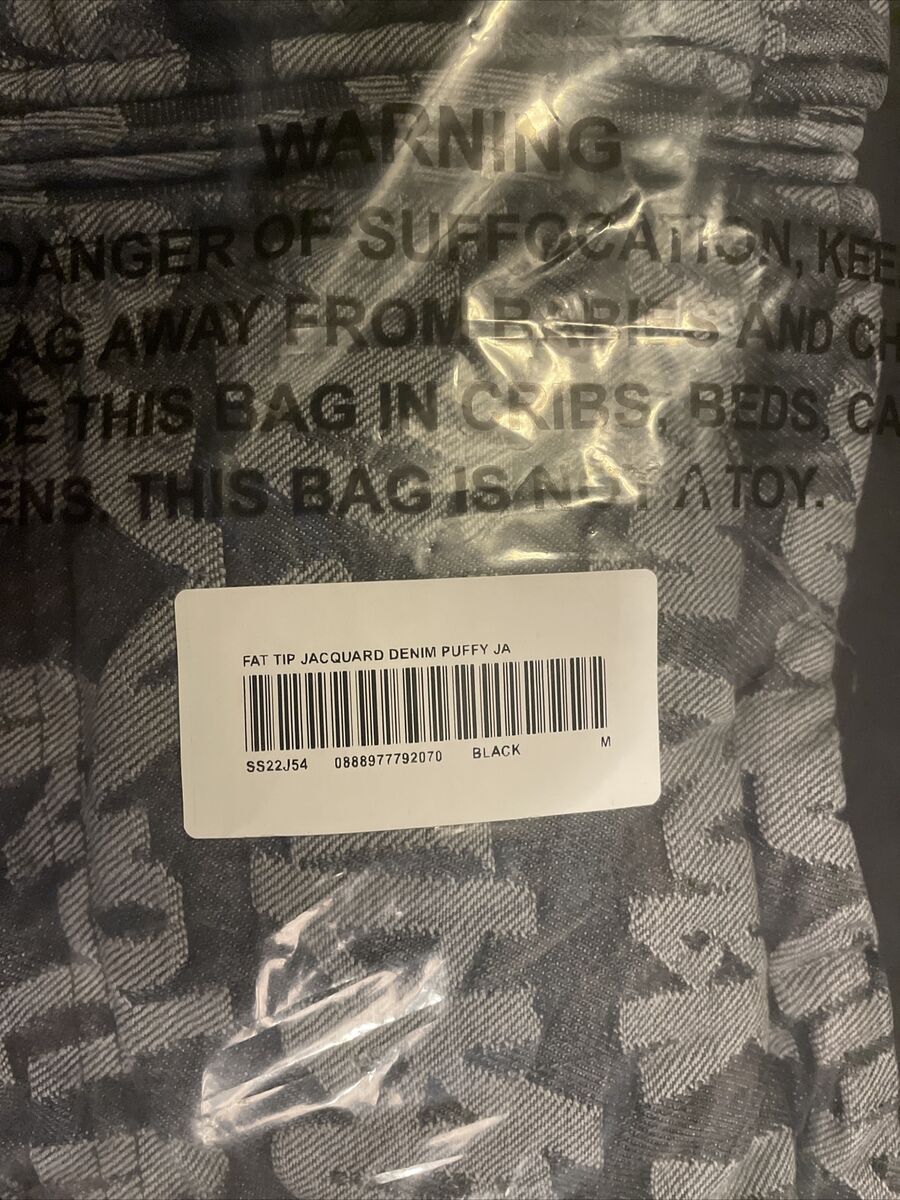 WARNING
DANGER OF SUFFOCATION, KEE
AG AWAY FROM BABIES AND CH
SE THIS BAG IN CRIBS, BEDS, CA
ENS. THIS BAG IS NOT A TOY.
FAT TIP JACQUARD DENIM PUFFY JA
SS22J54 0888977792070 BLACK M